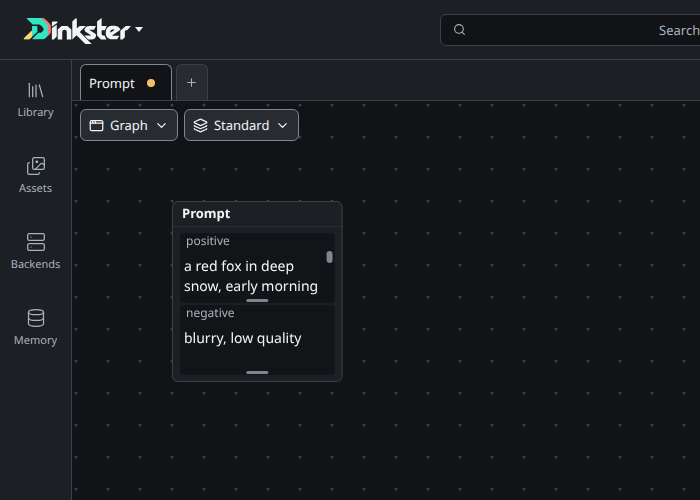 Dinkster
Search
Prompt
+
Library
Graph
Standard
Assets
Prompt
positive
Backends
a red fox in deep
snow, early morning
negative
Memory
blurry, low quality